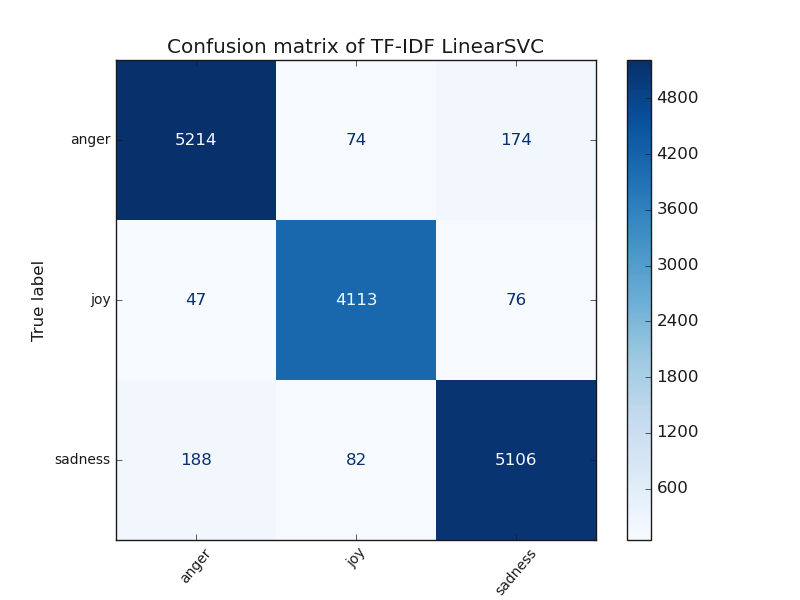 Confusion matrix of TF-IDF LinearSVC
True label
anger 5214 74 174
joy 47 4113 76
sadness 188 82 5106
anger joy sadness
4800
4200
3600
3000
2400
1800
1200
600